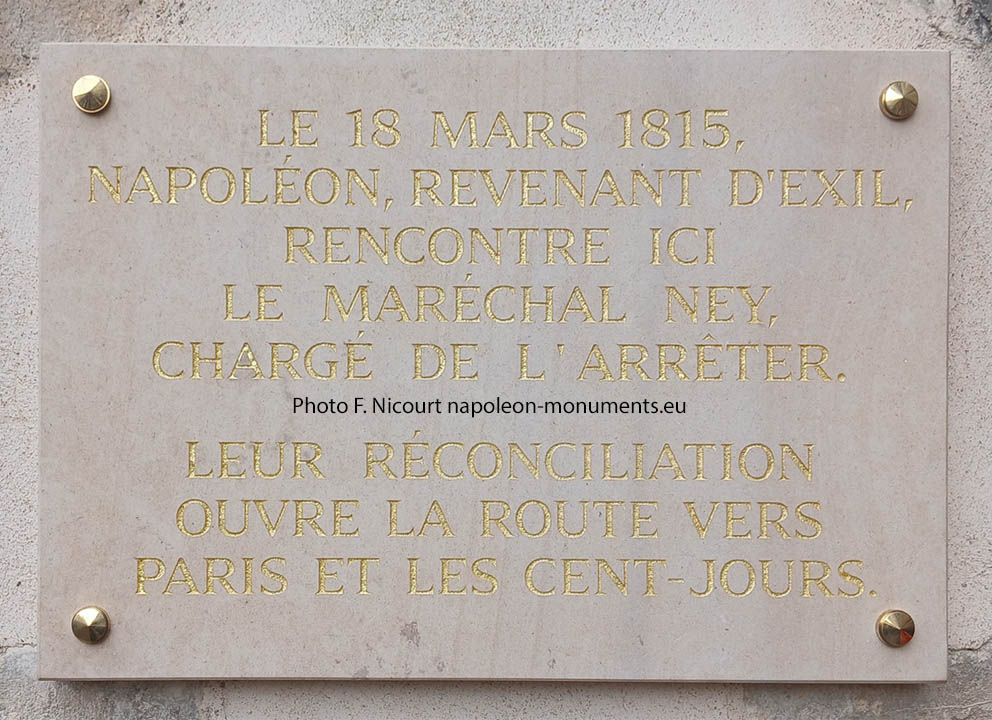 LE 18 MARS 1815,
NAPOLÉON, REVENANT D'EXIL,
RENCONTRE ICI
LE MARÉCHAL NEY,
CHARGÉ DE L'ARRÊTER.
Photo F. Nicourt napoleon-monuments.eu
LEUR RÉCONCILIATION
OUVRE LA ROUTE VERS
PARIS ET LES CENT-JOURS.